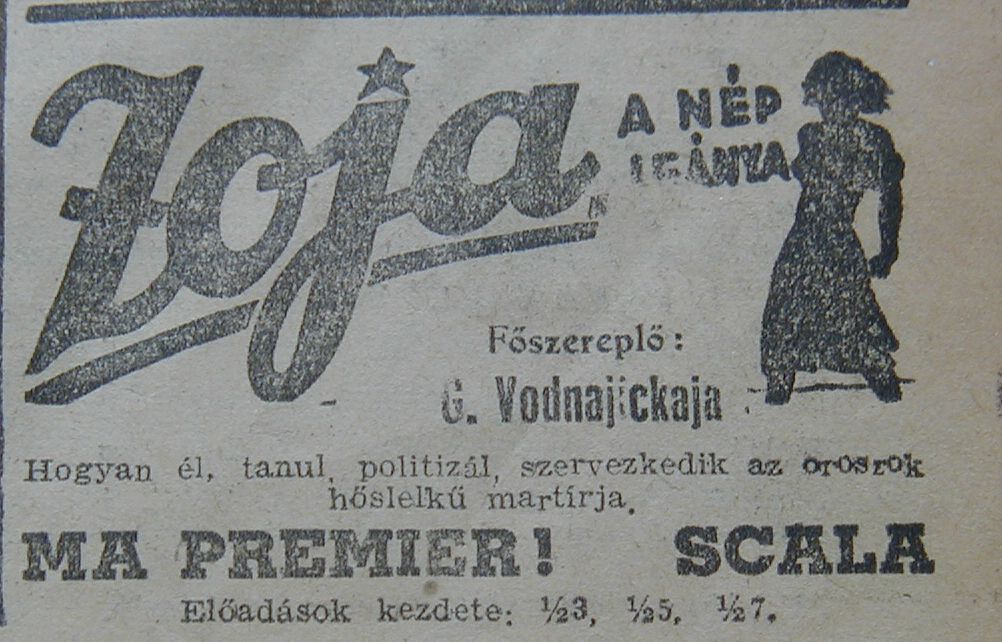 Zoja
A NÉP
LEÁNYA
Főszereplő:
G. Vodnajickaja
Hogyan él, tanul, politizál, szervezkedik az oroszok
hőslelkű martírja.
MA PREMIER! SCALA
Előadások kezdete: ½3, ½5, ½7.